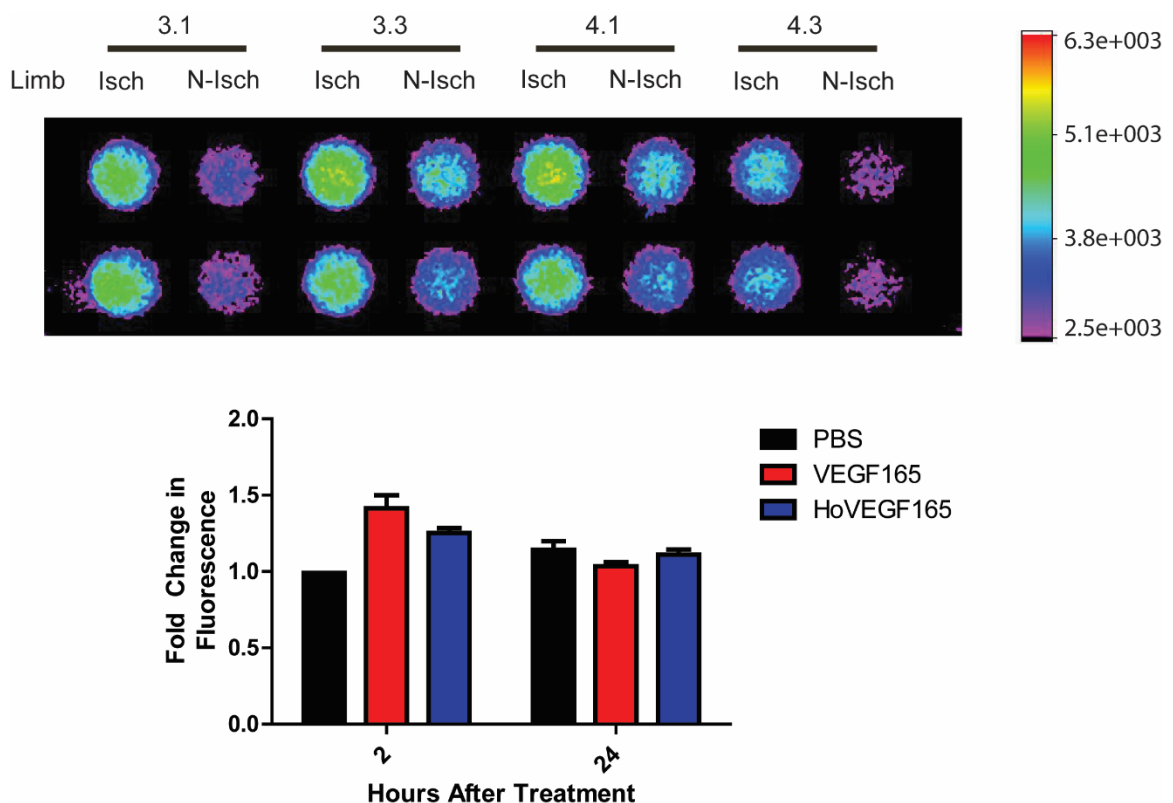 3.1 3.3 4.1 4.3
Limb Isch N-Isch Isch N-Isch Isch N-Isch Isch N-Isch
6.3e+003
5.1e+003
3.8e+003
2.5e+003
2.0
1.5
1.0
0.5
0.0
Fold Change in
Fluorescence
PBS
VEGF165
HoVEGF165
2 24
Hours After Treatment